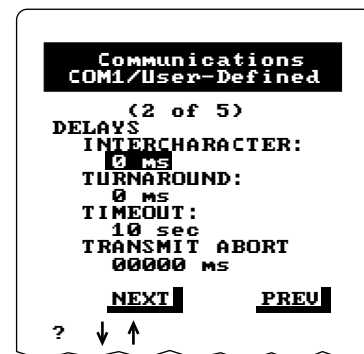 Communications
COM1/User-Defined
(2 of 5)
DELAYS
INTERCHARACTER:
0 ms
TURNAROUND:
0 ms
TIMEOUT:
10 sec
TRANSMIT ABORT
00000 ms
NEXT PREV
? ↓ ↑